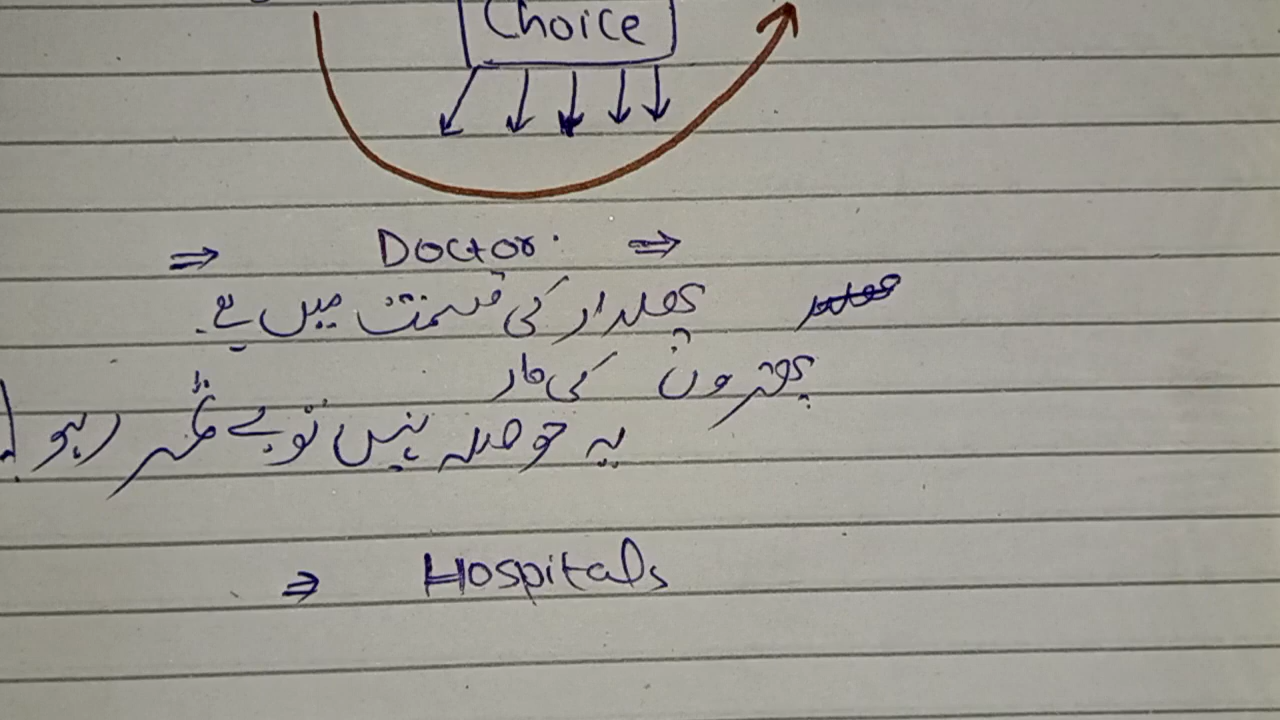 Choice
⇒ Doctor. ⇒
پھلدار کی قسمت میں ہے۔
پتھروں کی مار
یہ حوصلہ نہیں تو بے ثمر رہو!
⇒ Hospitals